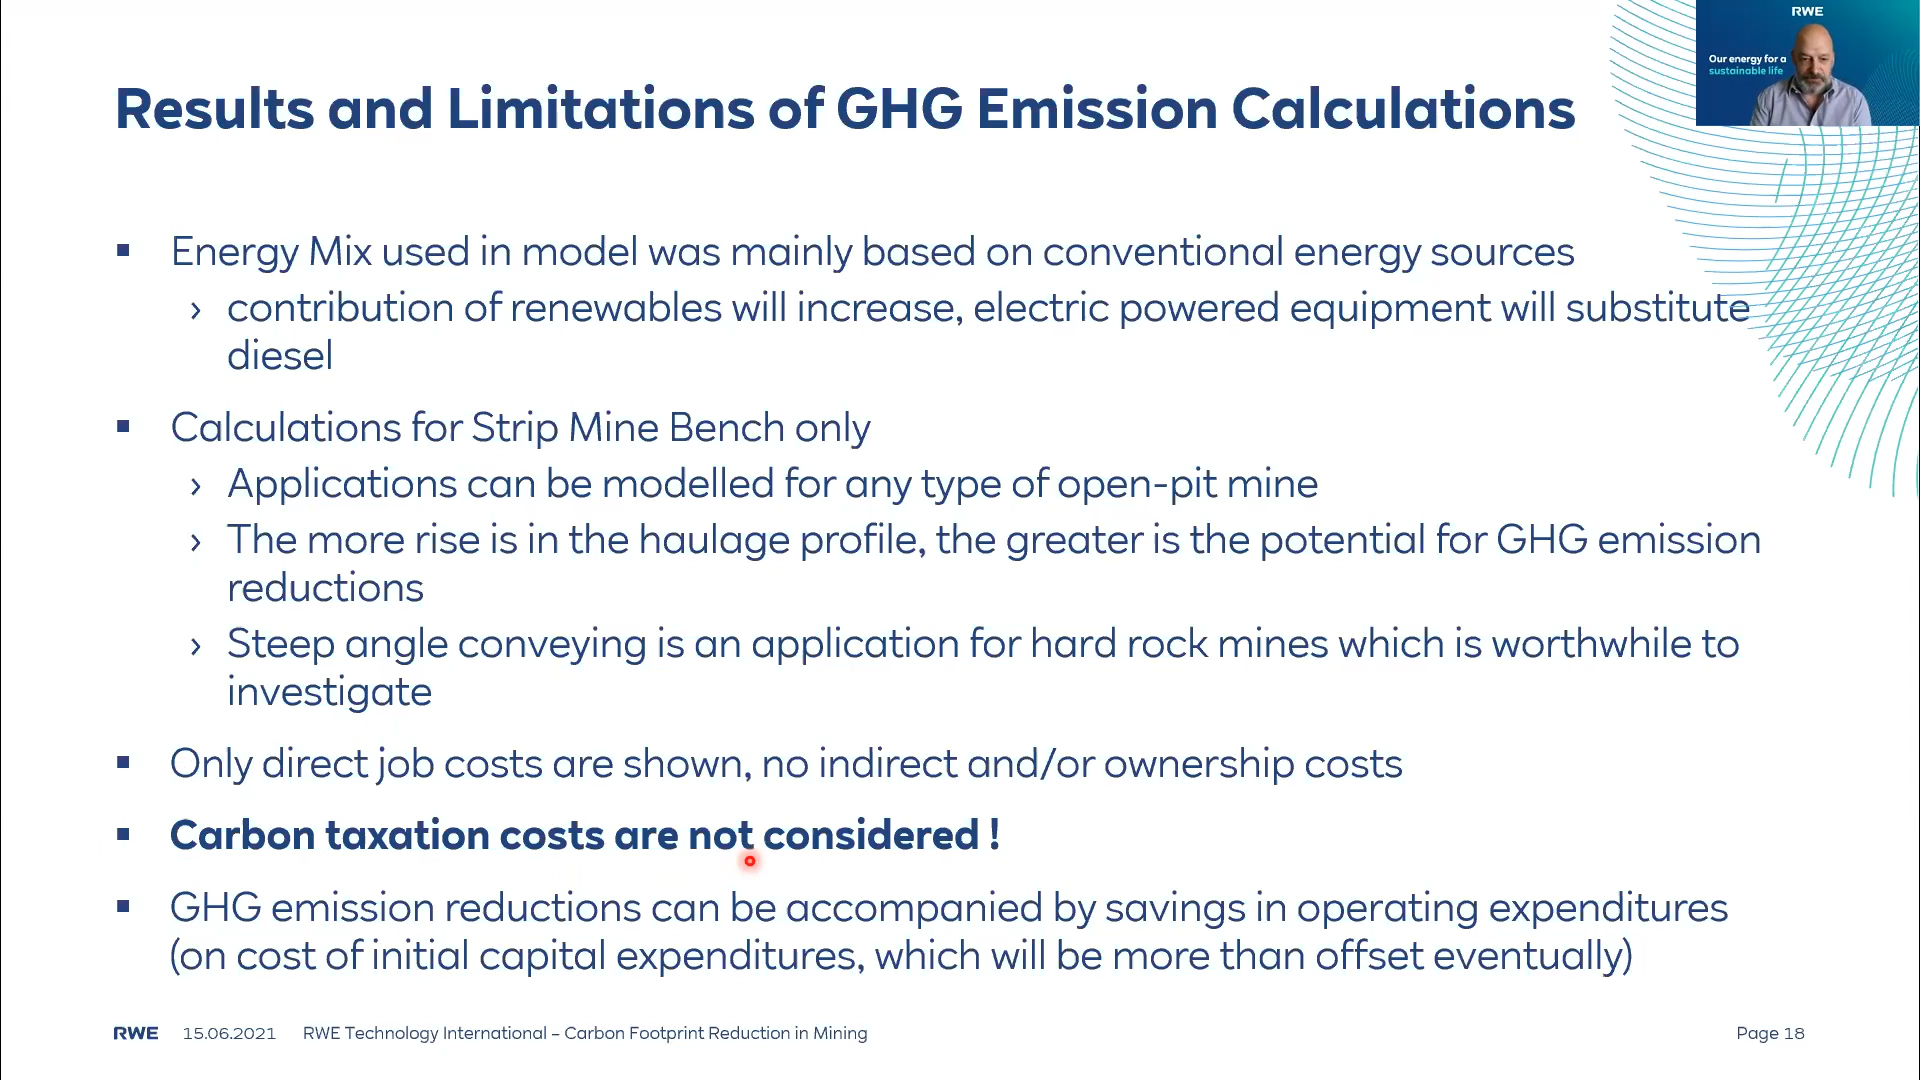 RWE
Our energy for a
sustainable life
Results and Limitations of GHG Emission Calculations
▪ Energy Mix used in model was mainly based on conventional energy sources
› contribution of renewables will increase, electric powered equipment will substitute
diesel
▪ Calculations for Strip Mine Bench only
› Applications can be modelled for any type of open-pit mine
› The more rise is in the haulage profile, the greater is the potential for GHG emission
reductions
› Steep angle conveying is an application for hard rock mines which is worthwhile to
investigate
▪ Only direct job costs are shown, no indirect and/or ownership costs
▪ Carbon taxation costs are not considered !
▪ GHG emission reductions can be accompanied by savings in operating expenditures
(on cost of initial capital expenditures, which will be more than offset eventually)
RWE 15.06.2021 RWE Technology International – Carbon Footprint Reduction in Mining Page 18